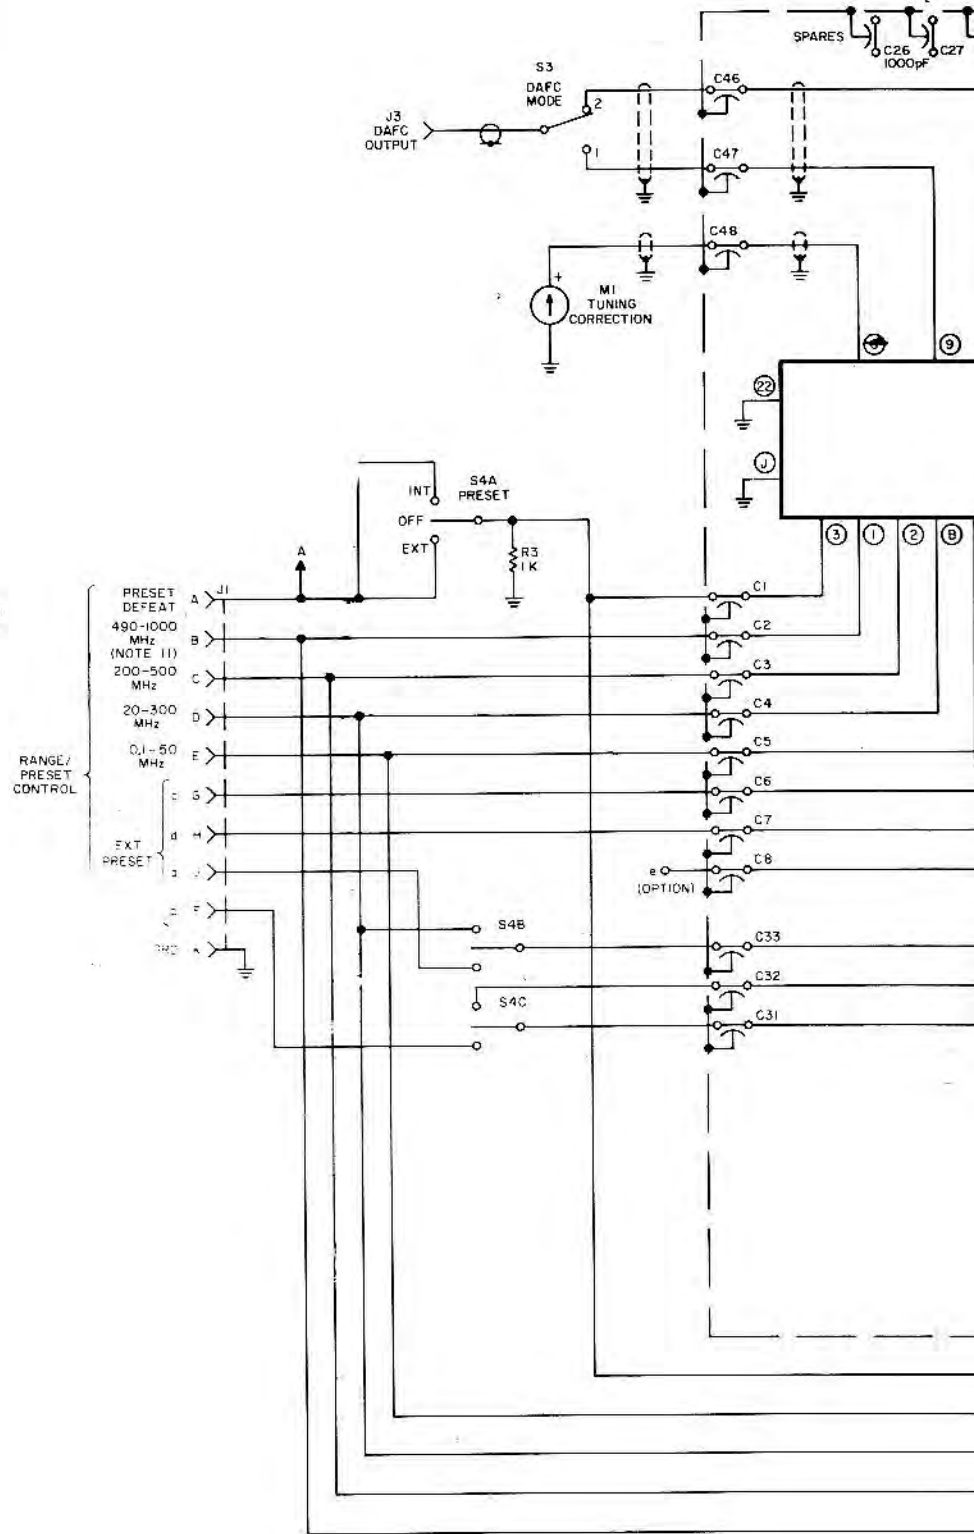 SPARES
C26
1000pF
C27
S3
DAFC
MODE
2
1
J3
DAFC
OUTPUT
C46
C47
C48
+
M1
TUNING
CORRECTION
9
22
J
3
1
2
B
INT
OFF
EXT
S4A
PRESET
R3
1K
A
J1
PRESET
DEFEAT
A
490-1000
MHz
(NOTE 11)
B
200-500
MHz
C
20-300
MHz
D
0.1-50
MHz
E
RANGE/
PRESET
CONTROL
G
d H
EXT
PRESET
C1
C2
C3
C4
C5
C6
C7
C8
e
(OPTION)
S4B
S4C
C33
C32
C31